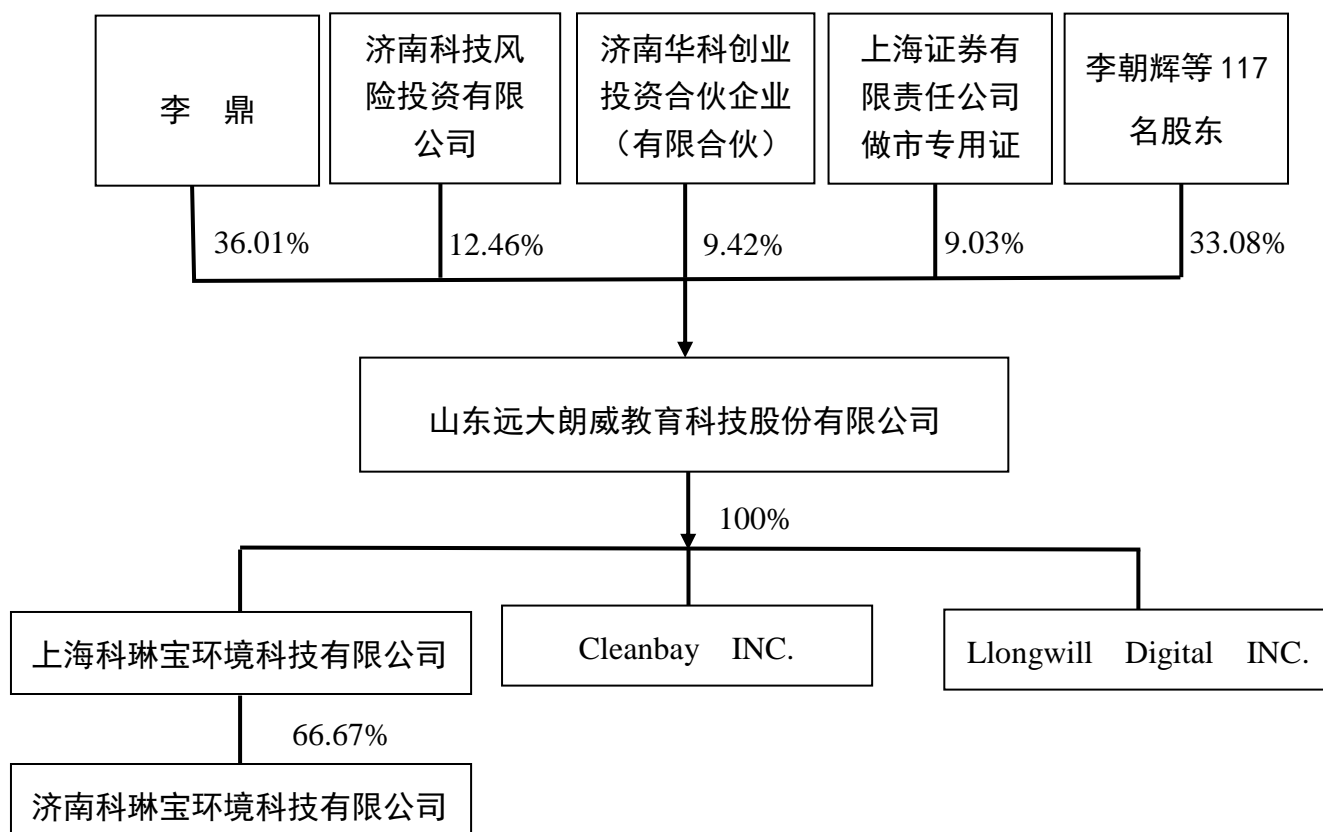 李　鼎
济南科技风
险投资有限
公司
济南华科创业
投资合伙企业
（有限合伙）
上海证券有
限责任公司
做市专用证
李朝辉等 117
名股东
36.01%
12.46%
9.42%
9.03%
33.08%
山东远大朗威教育科技股份有限公司
100%
上海科琳宝环境科技有限公司
Cleanbay INC.
Llongwill Digital INC.
66.67%
济南科琳宝环境科技有限公司